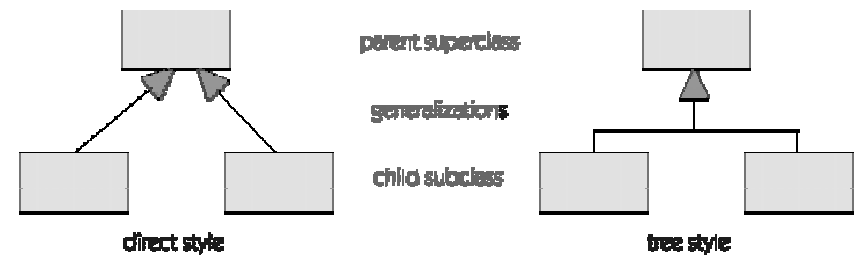 parent superclass
generalizations
child subclass
direct style
tree style